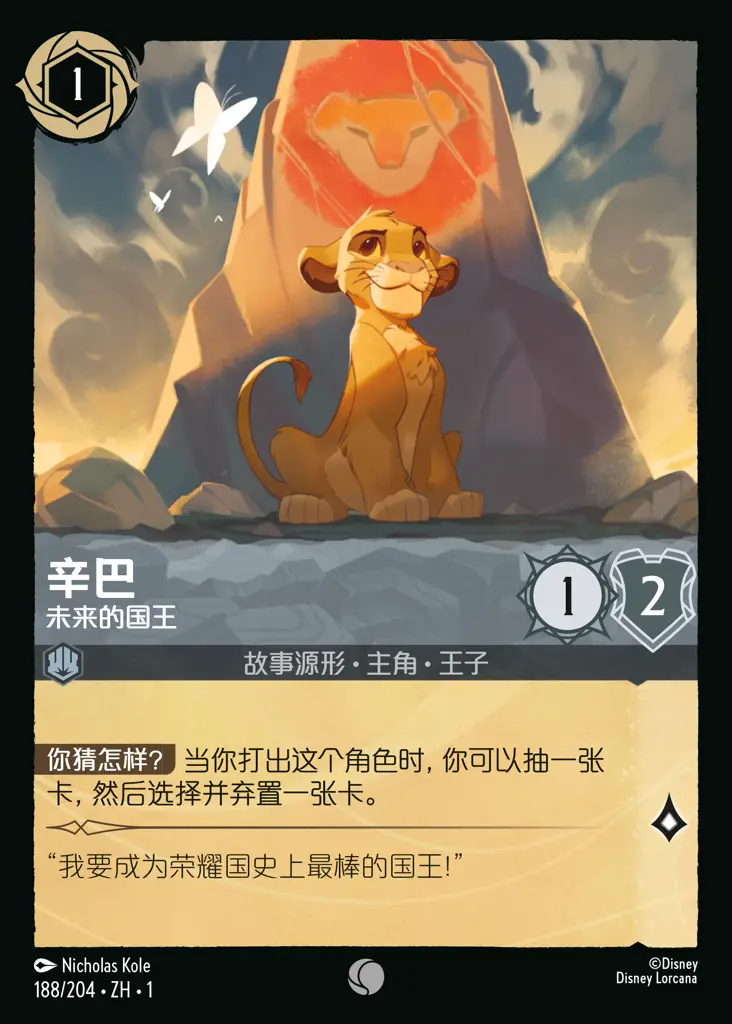 1
辛巴
未来的国王
1
2
故事源形 • 主角 • 王子
你猜怎样? 当你打出这个角色时, 你可以抽一张
卡, 然后选择并弃置一张卡。
“我要成为荣耀国史上最棒的国王!”
Nicholas Kole
188/204 • ZH • 1
©Disney
Disney Lorcana